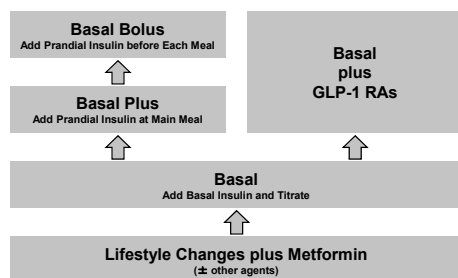 Basal Bolus
Add Prandial Insulin before Each Meal
Basal
plus
GLP-1 RAs
Basal Plus
Add Prandial Insulin at Main Meal
Basal
Add Basal Insulin and Titrate
Lifestyle Changes plus Metformin
(± other agents)